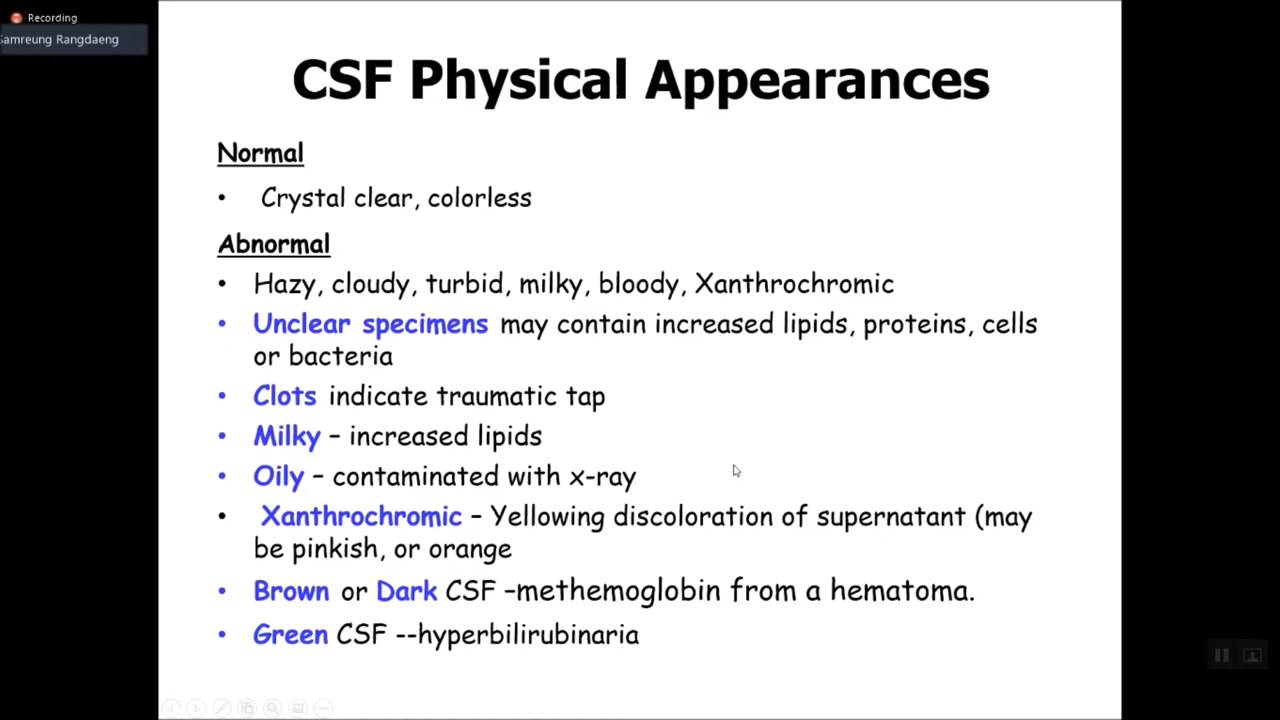 Recording
Samreung Rangdaeng
CSF Physical Appearances
Normal
• Crystal clear, colorless
Abnormal
• Hazy, cloudy, turbid, milky, bloody, Xanthrochromic
• Unclear specimens may contain increased lipids, proteins, cells
or bacteria
• Clots indicate traumatic tap
• Milky – increased lipids
• Oily – contaminated with x-ray
• Xanthrochromic – Yellowing discoloration of supernatant (may
be pinkish, or orange
• Brown or Dark CSF –methemoglobin from a hematoma.
• Green CSF --hyperbilirubinaria